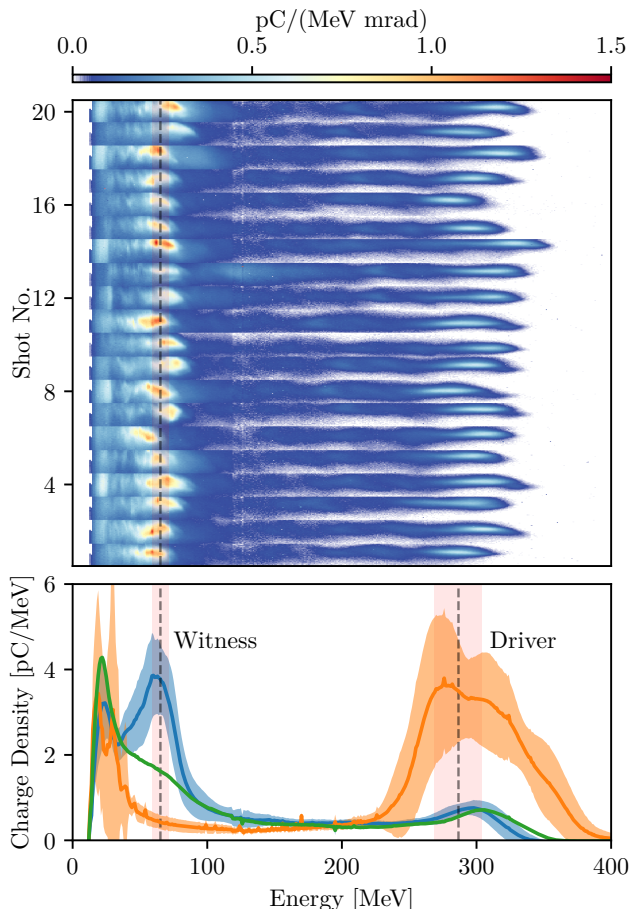 pC/(MeV mrad)
0.0 0.5 1.0 1.5
20
16
12
8
4
Shot No.
6
4
2
0
Charge Density [pC/MeV]
Witness Driver
0 100 200 300 400
Energy [MeV]